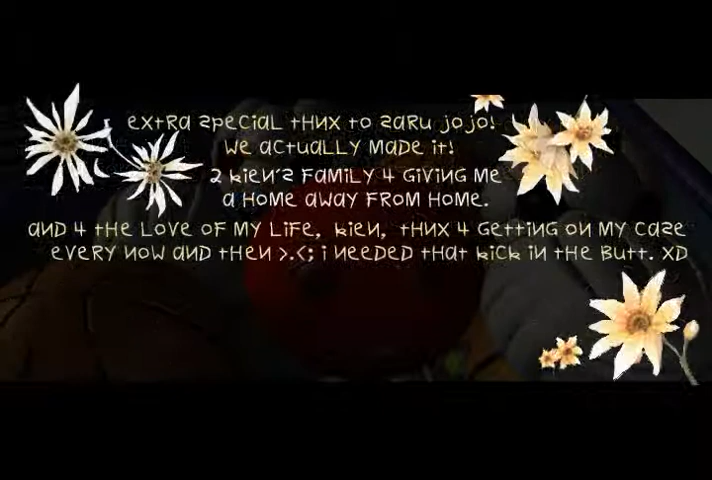 extRa special thnx to saRu jojo!
we actually made it!
2 kien's family 4 giving me
a home away from home.
and 4 the love of my life, kien, thnx 4 getting on my case
every now and then >.<; i needed that kick in the butt. XD